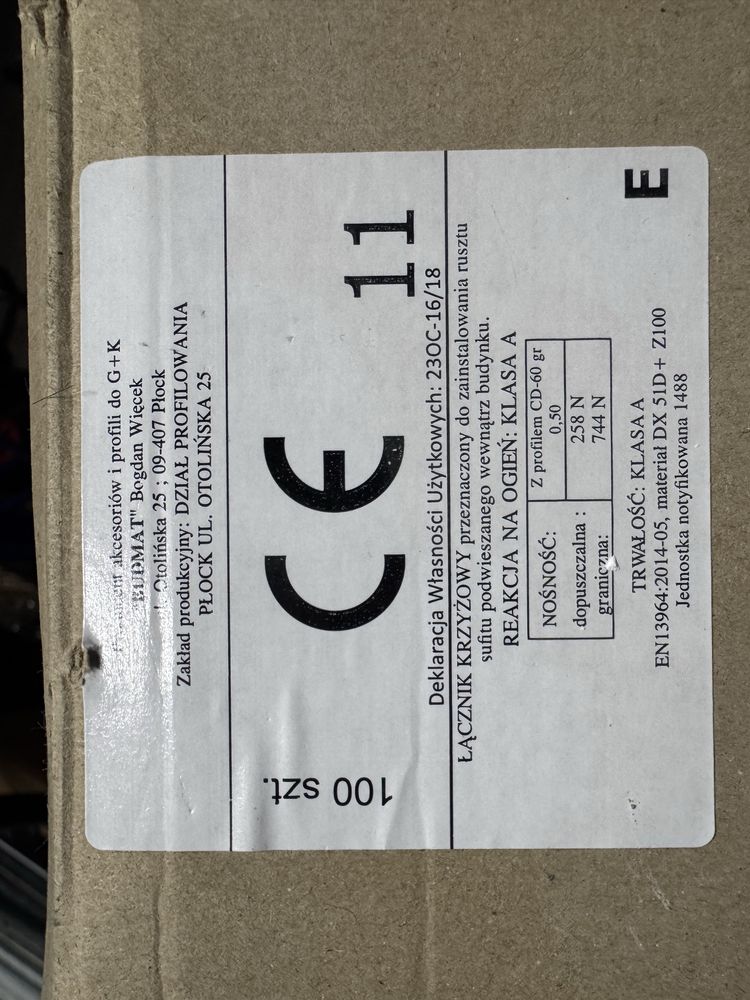 akcesoriów i profili do G+K
"BUDMAT" Bogdan Więcek
Otolińska 25 ; 09-407 Płock
Zakład produkcyjny: DZIAŁ PROFILOWANIA
PŁOCK UL. OTOLIŃSKA 25
100 szt.
CE
11
Deklaracja Własności Użytkowych: 23OC-16/18
ŁĄCZNIK KRZYŻOWY przeznaczony do zainstalowania rusztu
sufitu podwieszanego wewnątrz budynku.
REAKCJA NA OGIEŃ: KLASA A
NOŚNOŚĆ: Z profilem CD-60 gr
0,50
dopuszczalna : 258 N
graniczna: 744 N
TRWAŁOŚĆ: KLASA A
EN13964:2014-05, materiał DX 51D+ Z100
Jednostka notyfikowana 1488
E